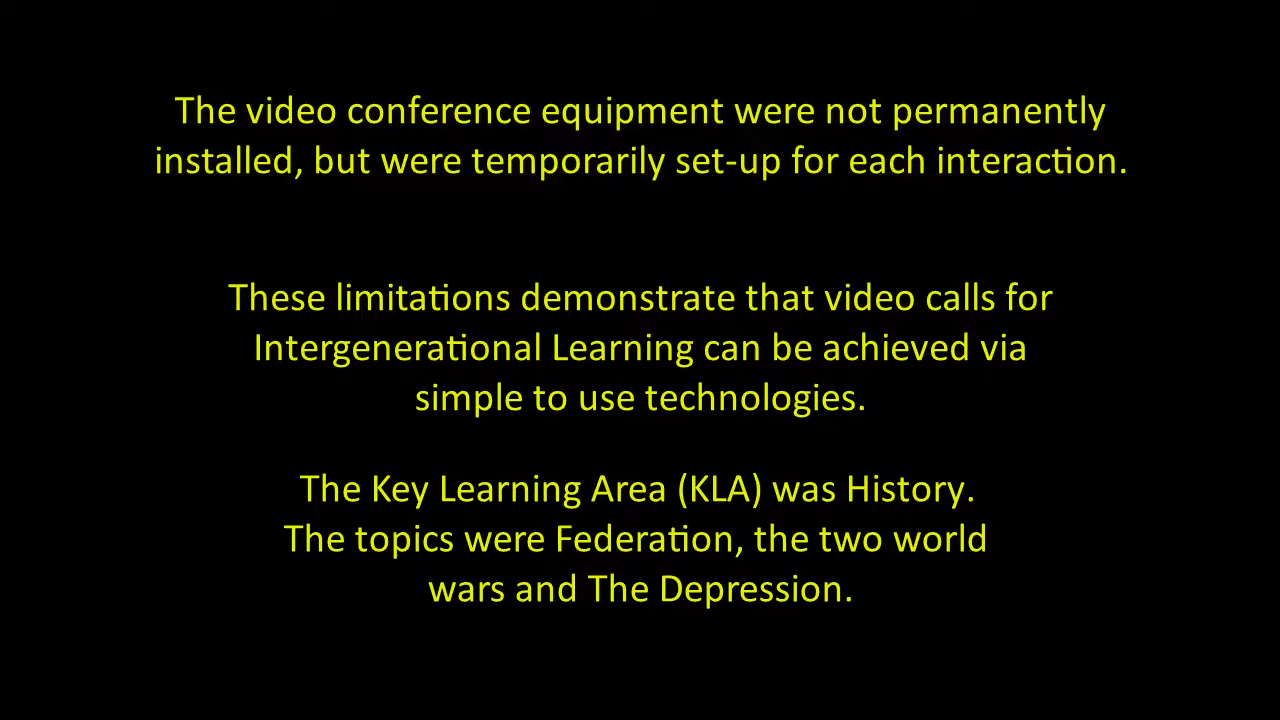 The video conference equipment were not permanently
installed, but were temporarily set-up for each interaction.
These limitations demonstrate that video calls for
Intergenerational Learning can be achieved via
simple to use technologies.
The Key Learning Area (KLA) was History.
The topics were Federation, the two world
wars and The Depression.